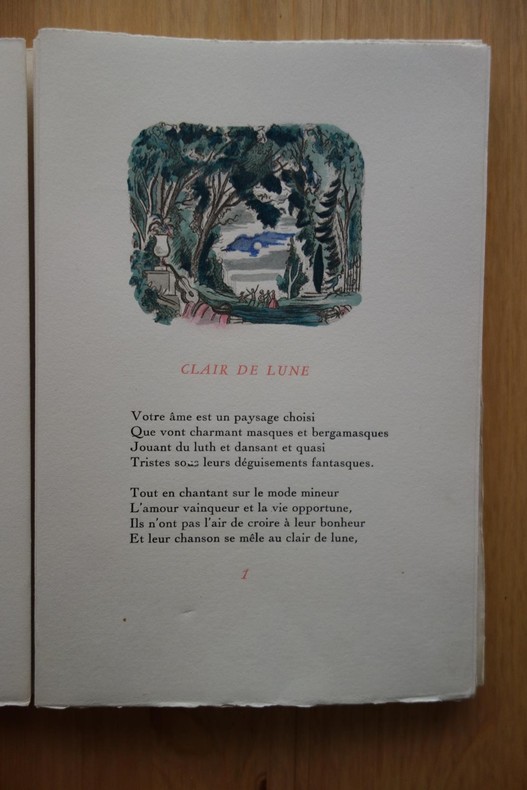 CLAIR DE LUNE
Votre âme est un paysage choisi
Que vont charmant masques et bergamasques
Jouant du luth et dansant et quasi
Tristes sous leurs déguisements fantasques.
Tout en chantant sur le mode mineur
L'amour vainqueur et la vie opportune,
Ils n'ont pas l'air de croire à leur bonheur
Et leur chanson se mêle au clair de lune,
1